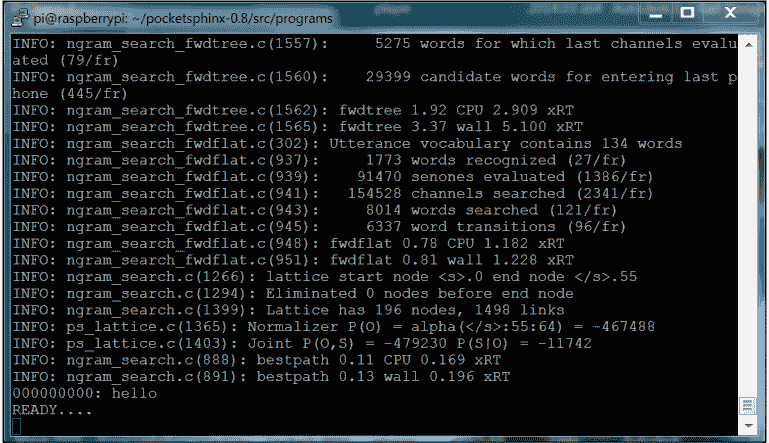 pi@raspberrypi: ~/pocketsphinx-0.8/src/programs
INFO: ngram_search_fwdtree.c(1557):     5275 words for which last channels evalu
ated (79/fr)
INFO: ngram_search_fwdtree.c(1560):    29399 candidate words for entering last p
hone (445/fr)
INFO: ngram_search_fwdtree.c(1562): fwdtree 1.92 CPU 2.909 xRT
INFO: ngram_search_fwdtree.c(1565): fwdtree 3.37 wall 5.100 xRT
INFO: ngram_search_fwdflat.c(302): Utterance vocabulary contains 134 words
INFO: ngram_search_fwdflat.c(937):     1773 words recognized (27/fr)
INFO: ngram_search_fwdflat.c(939):    91470 senones evaluated (1386/fr)
INFO: ngram_search_fwdflat.c(941):   154528 channels searched (2341/fr)
INFO: ngram_search_fwdflat.c(943):     8014 words searched (121/fr)
INFO: ngram_search_fwdflat.c(945):     6337 word transitions (96/fr)
INFO: ngram_search_fwdflat.c(948): fwdflat 0.78 CPU 1.182 xRT
INFO: ngram_search_fwdflat.c(951): fwdflat 0.81 wall 1.228 xRT
INFO: ngram_search.c(1266): lattice start node <s>.0 end node </s>.55
INFO: ngram_search.c(1294): Eliminated 0 nodes before end node
INFO: ngram_search.c(1399): Lattice has 196 nodes, 1498 links
INFO: ps_lattice.c(1365): Normalizer P(O) = alpha(</s>:55:64) = -467488
INFO: ps_lattice.c(1403): Joint P(O,S) = -479230 P(S|O) = -11742
INFO: ngram_search.c(888): bestpath 0.11 CPU 0.169 xRT
INFO: ngram_search.c(891): bestpath 0.13 wall 0.196 xRT
000000000: hello
READY....